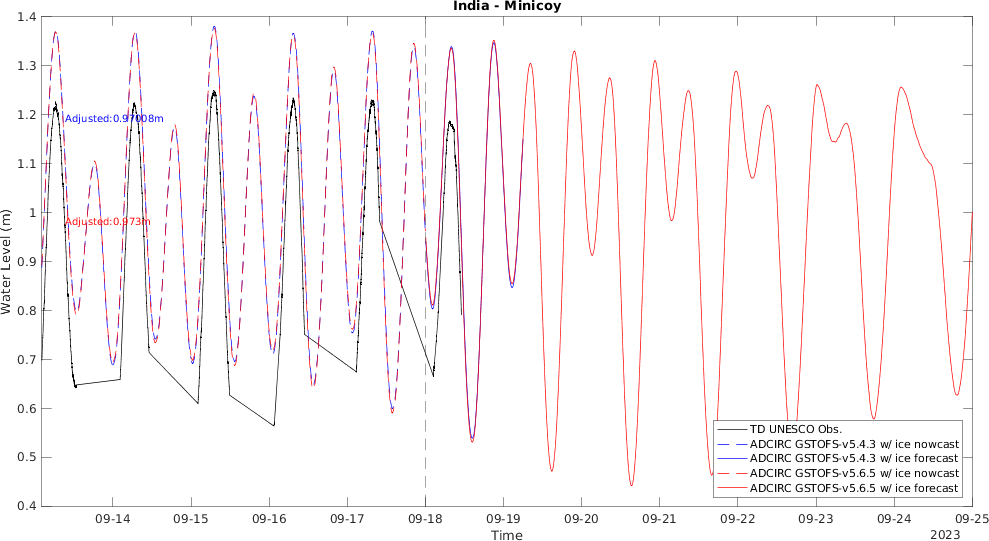 India - Minicoy
1.4
1.3
1.2
1.1
1
0.9
0.8
0.7
0.6
0.5
0.4
Water Level (m)
Adjusted:0.97008m
Adjusted:0.973m
TD UNESCO Obs.
ADCIRC GSTOFS-v5.4.3 w/ ice nowcast
ADCIRC GSTOFS-v5.4.3 w/ ice forecast
ADCIRC GSTOFS-v5.6.5 w/ ice nowcast
ADCIRC GSTOFS-v5.6.5 w/ ice forecast
09-14 09-15 09-16 09-17 09-18 09-19 09-20 09-21 09-22 09-23 09-24 09-25
Time
2023